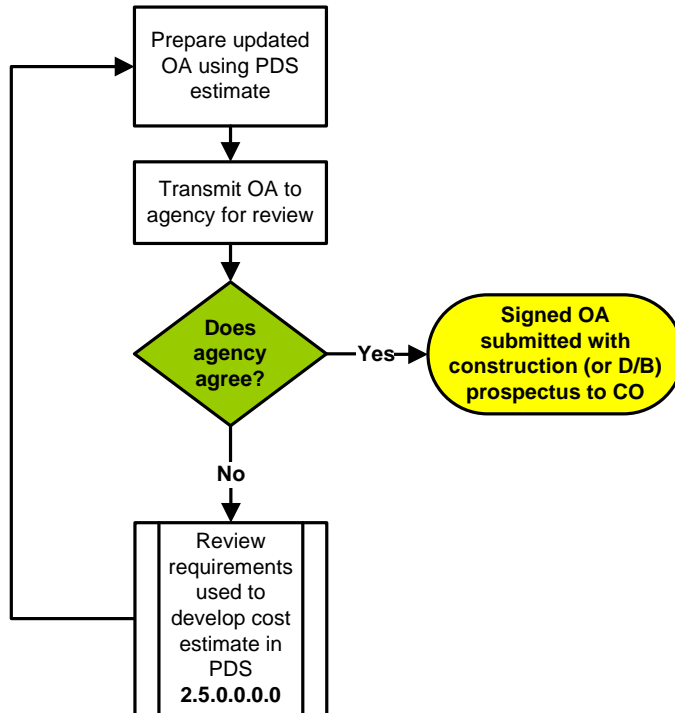 Prepare updated
OA using PDS
estimate
Transmit OA to
agency for review
Does
agency
agree?
Yes
Signed OA
submitted with
construction (or D/B)
prospectus to CO
No
Review
requirements
used to
develop cost
estimate in
PDS
2.5.0.0.0.0